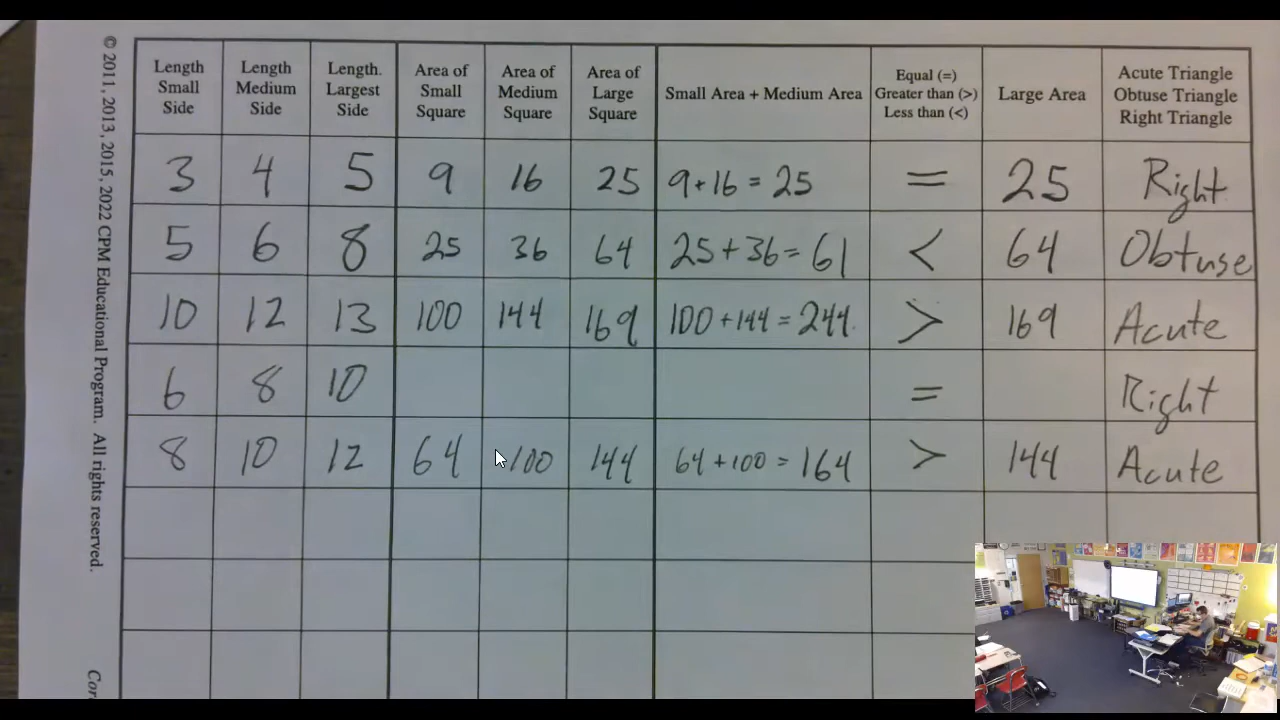 © 2011, 2013, 2015, 2022 CPM Educational Program. All rights reserved.
Length Small Side
Length Medium Side
Length. Largest Side
Area of Small Square
Area of Medium Square
Area of Large Square
Small Area + Medium Area
Equal (=) Greater than (>) Less than (<)
Large Area
Acute Triangle Obtuse Triangle Right Triangle
3 4 5 9 16 25 9+16 = 25 = 25 Right
5 6 8 25 36 64 25+36=61 < 64 Obtuse
10 12 13 100 144 169 100+144=244 > 169 Acute
6 8 10 = Right
8 10 12 64 100 144 64+100=164 > 144 Acute